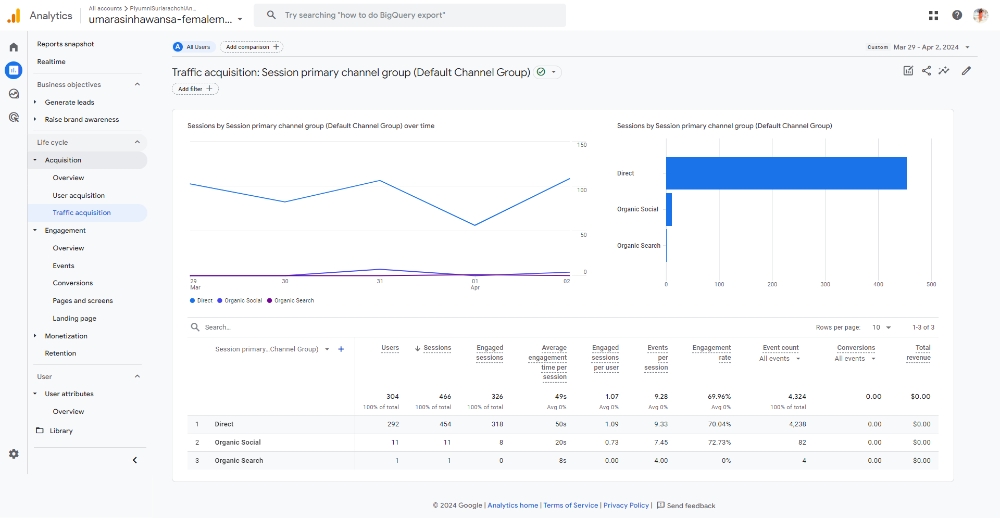 Analytics
All accounts > PiyumniSuriarachchiAn...
umarasinhawansa-femalem...
Try searching "how to do BigQuery export"
Reports snapshot
Realtime
Business objectives
Generate leads
Raise brand awareness
Life cycle
Acquisition
Overview
User acquisition
Traffic acquisition
Engagement
Overview
Events
Conversions
Pages and screens
Landing page
Monetization
Retention
User
User attributes
Overview
Library
A All Users
Add comparison +
Custom Mar 29 - Apr 2, 2024
Traffic acquisition: Session primary channel group (Default Channel Group)
Add filter +
Sessions by Session primary channel group (Default Channel Group) over time
150
100
50
0
29 Mar
30
31
01 Apr
02
Direct Organic Social Organic Search
Sessions by Session primary channel group (Default Channel Group)
Direct
Organic Social
Organic Search
0 100 200 300 400 500
Search...
Rows per page: 10 1-3 of 3
Session primary...Channel Group) +
Users
Sessions
Engaged sessions
Average engagement time per session
Engaged sessions per user
Events per session
Engagement rate
Event count
All events
Conversions
All events
Total revenue
304 466 326 49s 1.07 9.28 69.96% 4,324 0.00 $0.00
100% of total 100% of total 100% of total Avg 0% Avg 0% Avg 0% Avg 0% 100% of total
1 Direct 292 454 318 50s 1.09 9.33 70.04% 4,238 0.00 $0.00
2 Organic Social 11 11 8 20s 0.73 7.45 72.73% 82 0.00 $0.00
3 Organic Search 1 1 0 8s 0.00 4.00 0% 4 0.00 $0.00
© 2024 Google | Analytics home | Terms of Service | Privacy Policy | Send feedback